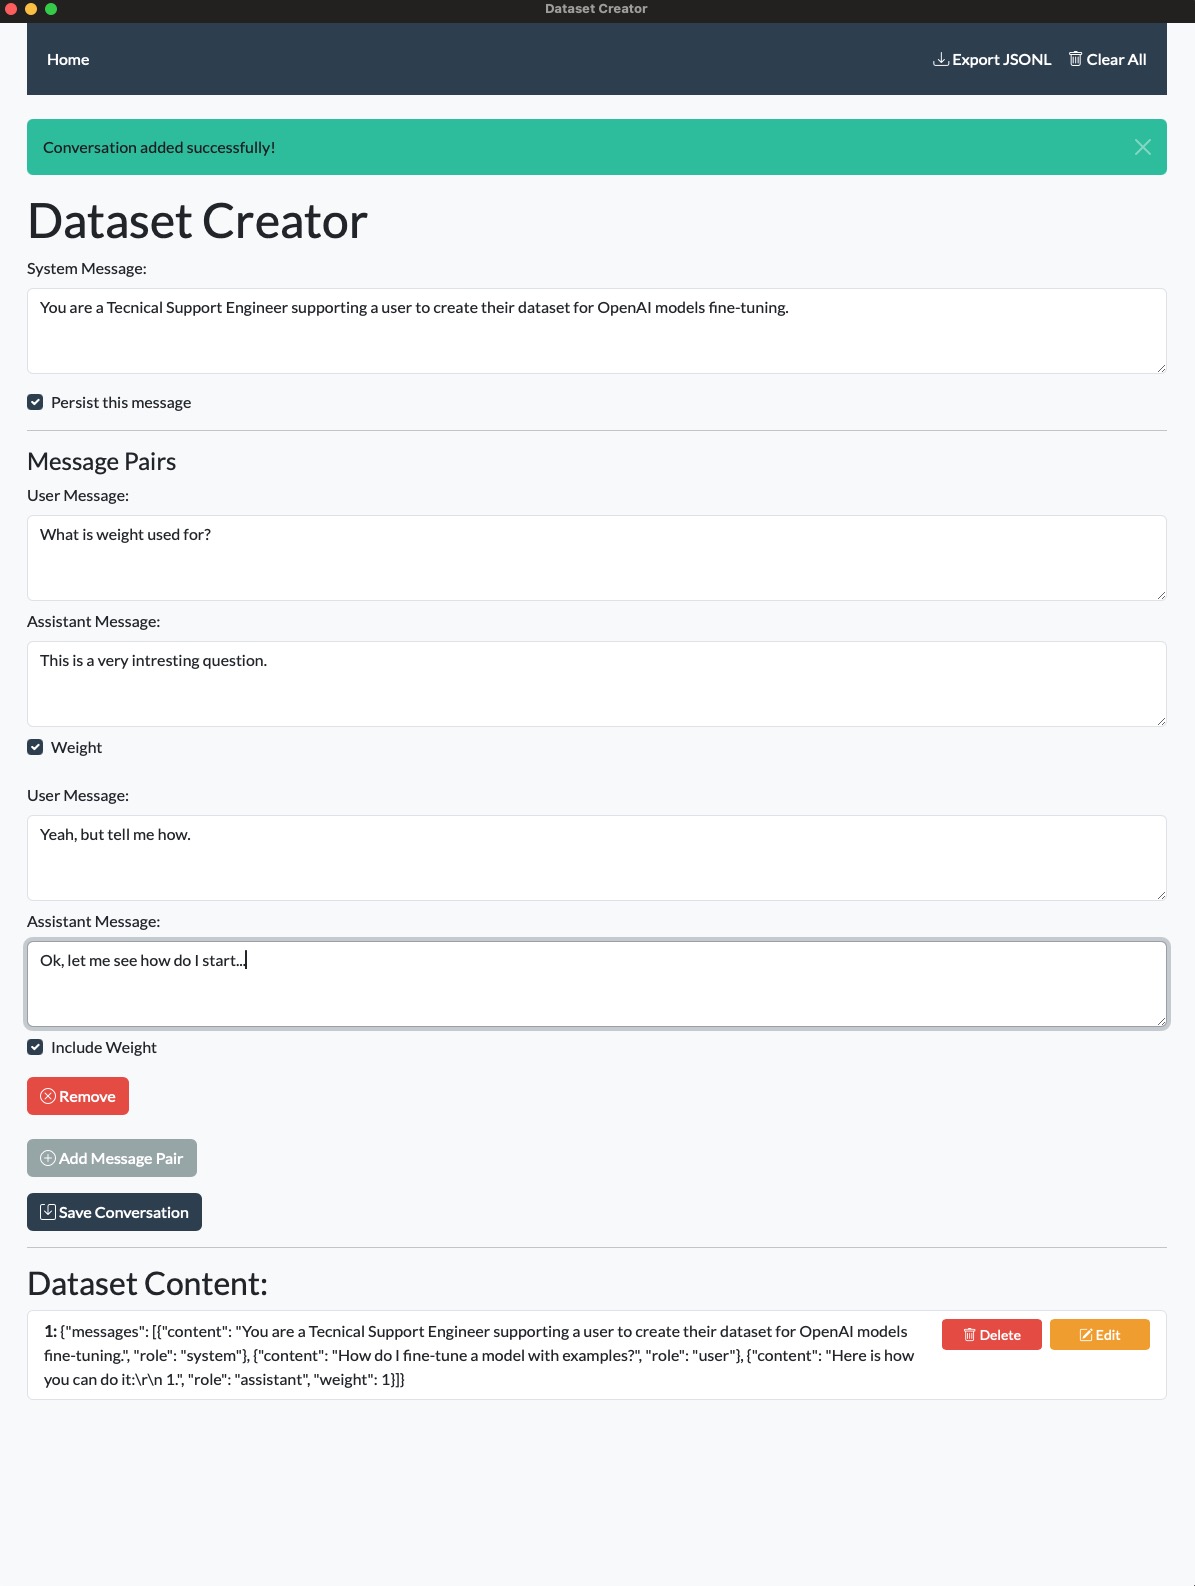 Dataset Creator
Home
Export JSONL
Clear All
Conversation added successfully!
Dataset Creator
System Message:
You are a Tecnical Support Engineer supporting a user to create their dataset for OpenAI models fine-tuning.
Persist this message
Message Pairs
User Message:
What is weight used for?
Assistant Message:
This is a very intresting question.
Weight
User Message:
Yeah, but tell me how.
Assistant Message:
Ok, let me see how do I start...
Include Weight
Remove
Add Message Pair
Save Conversation
Dataset Content:
1: {"messages": [{"content": "You are a Tecnical Support Engineer supporting a user to create their dataset for OpenAI models
fine-tuning.", "role": "system"}, {"content": "How do I fine-tune a model with examples?", "role": "user"}, {"content": "Here is how
you can do it:\r\n 1.", "role": "assistant", "weight": 1}]}
Delete
Edit